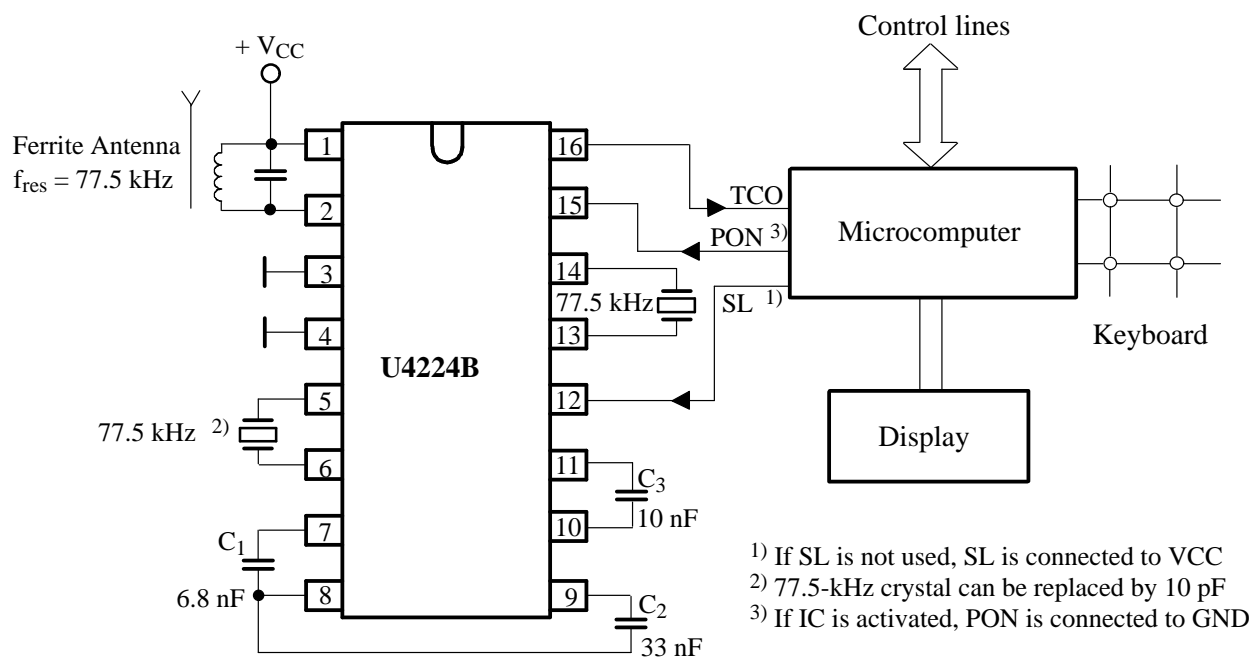 Control lines
+ VCC
Ferrite Antenna
fres = 77.5 kHz
1
2
3
4
5
6
7
8
16
15
14
13
12
11
10
9
U4224B
TCO
PON 3)
SL 1)
77.5 kHz
Microcomputer
Keyboard
Display
77.5 kHz 2)
C1
6.8 nF
C3
10 nF
C2
33 nF
1) If SL is not used, SL is connected to VCC
2) 77.5-kHz crystal can be replaced by 10 pF
3) If IC is activated, PON is connected to GND